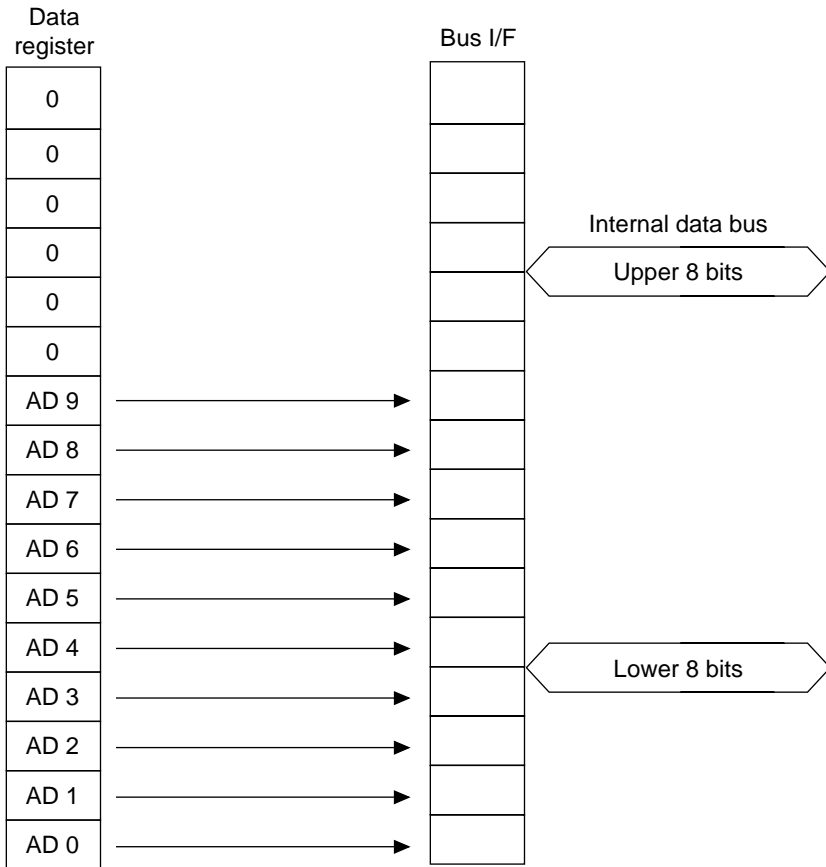 Data
register
Bus I/F
0
0
0
0
0
0
AD 9
AD 8
AD 7
AD 6
AD 5
AD 4
AD 3
AD 2
AD 1
AD 0
Internal data bus
Upper 8 bits
Lower 8 bits